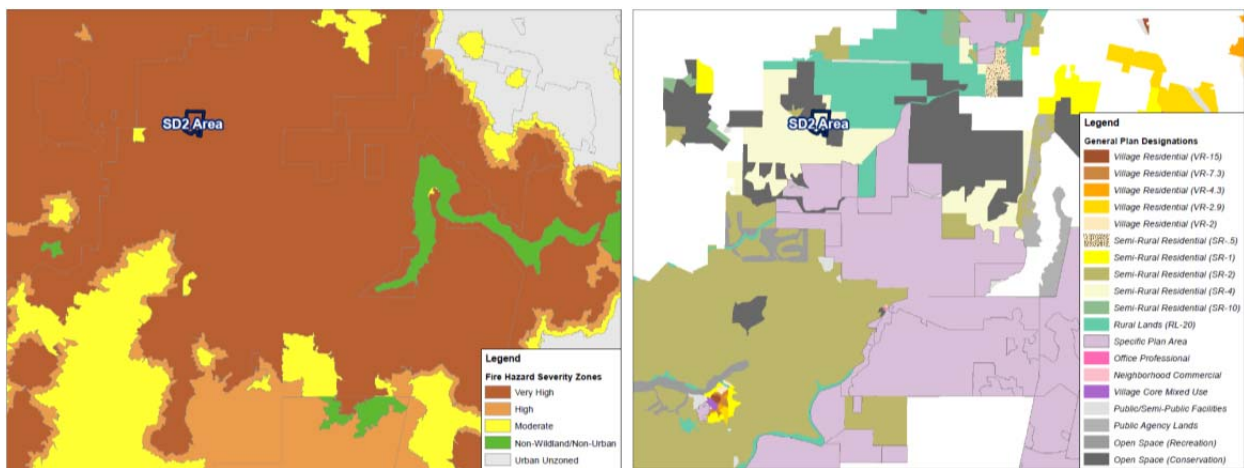 SD2 Area
Legend
Fire Hazard Severity Zones
Very High
High
Moderate
Non-Wildland/Non-Urban
Urban Unzoned
SD2 Area
Legend
General Plan Designations
Village Residential (VR-15)
Village Residential (VR-7.3)
Village Residential (VR-4.3)
Village Residential (VR-2.9)
Village Residential (VR-2)
Semi-Rural Residential (SR-.5)
Semi-Rural Residential (SR-1)
Semi-Rural Residential (SR-2)
Semi-Rural Residential (SR-4)
Semi-Rural Residential (SR-10)
Rural Lands (RL-20)
Specific Plan Area
Office Professional
Neighborhood Commercial
Village Core Mixed Use
Public/Semi-Public Facilities
Public Agency Lands
Open Space (Recreation)
Open Space (Conservation)